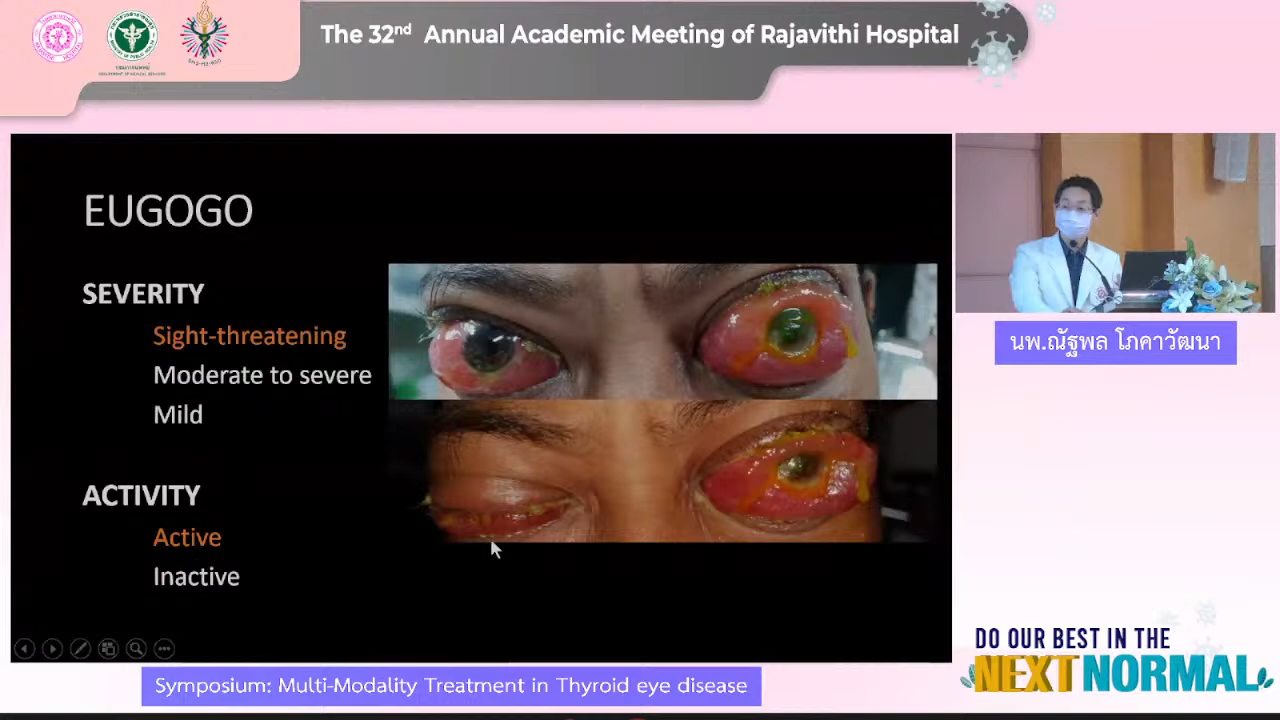 The 32nd Annual Academic Meeting of Rajavithi Hospital
EUGOGO
SEVERITY
Sight-threatening
Moderate to severe
Mild
ACTIVITY
Active
Inactive
นพ.ณัฐพล โภคาวัฒนา
DO OUR BEST IN THE
NEXT NORMAL
Symposium: Multi-Modality Treatment in Thyroid eye disease